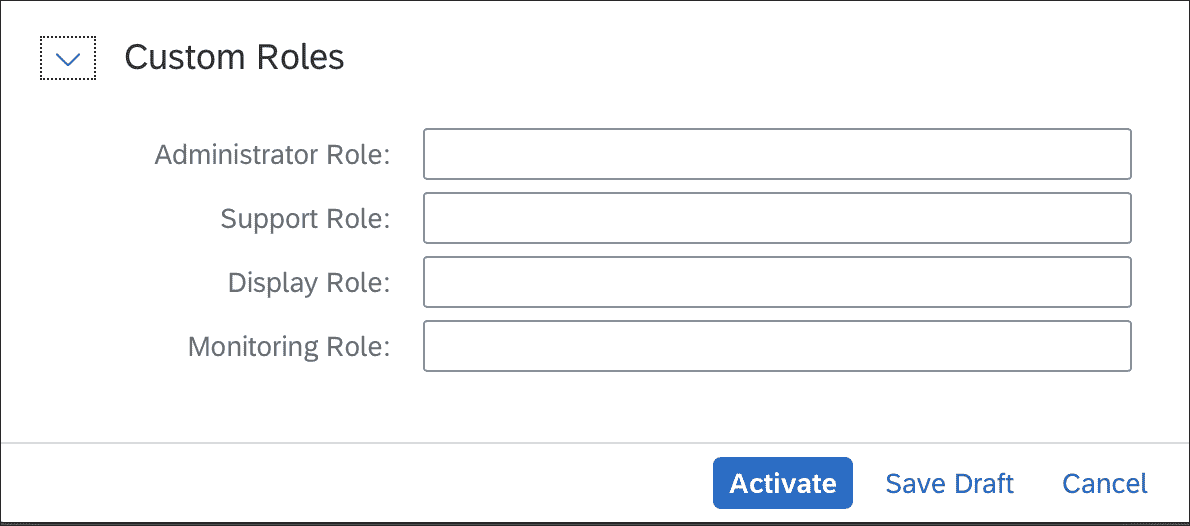 Custom Roles
Administrator Role:
Support Role:
Display Role:
Monitoring Role:
Activate Save Draft Cancel